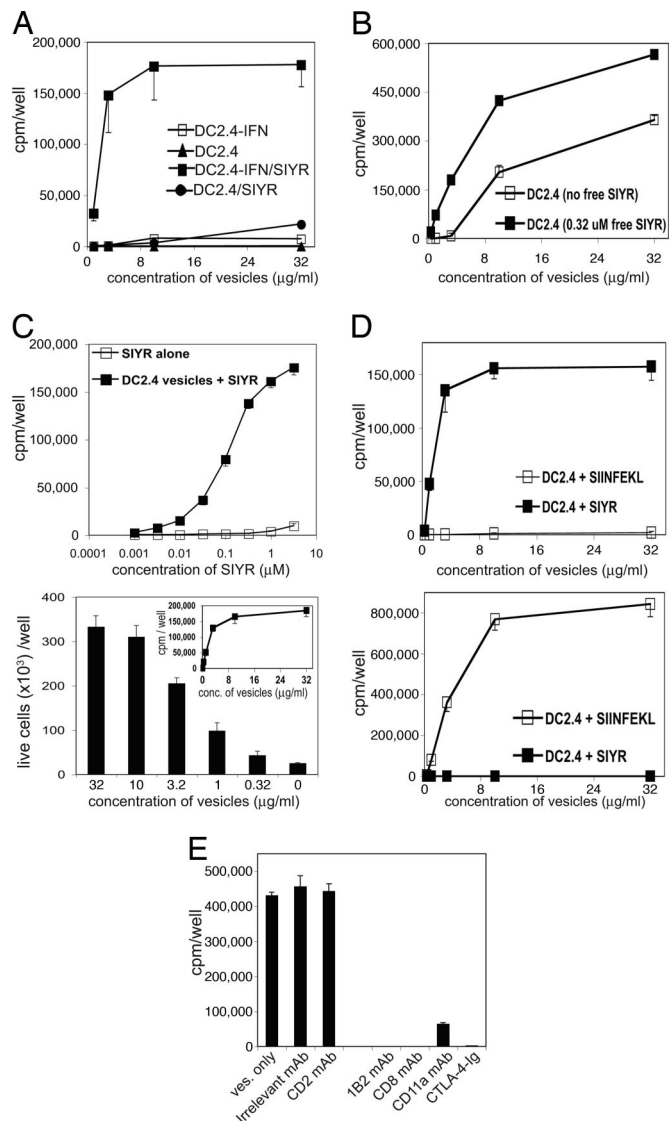 A
200,000
150,000
100,000
50,000
0
cpm/well
DC2.4-IFN
DC2.4
DC2.4-IFN/SIYR
DC2.4/SIYR
0 8 16 24 32
concentration of vesicles (µg/ml)
B
600,000
400,000
200,000
0
cpm/well
DC2.4 (no free SIYR)
DC2.4 (0.32 uM free SIYR)
0 8 16 24 32
concentration of vesicles (µg/ml)
C
200,000
150,000
100,000
50,000
0
cpm/well
SIYR alone
DC2.4 vesicles + SIYR
0.0001 0.001 0.01 0.1 1 10
concentration of SIYR (µM)
400
300
200
100
0
live cells (x10³) /well
200,000
150,000
100,000
50,000
0
cpm / well
0 8 16 24 32
conc. of vesicles (µg/ml)
32 10 3.2 1 0.32 0
concentration of vesicles (µg/ml)
D
150,000
100,000
50,000
0
cpm/well
DC2.4 + SIINFEKL
DC2.4 + SIYR
0 8 16 24 32
concentration of vesicles (µg/ml)
800,000
600,000
400,000
200,000
0
cpm/well
DC2.4 + SIINFEKL
DC2.4 + SIYR
0 8 16 24 32
concentration of vesicles (µg/ml)
E
500,000
400,000
300,000
200,000
100,000
0
cpm/well
ves. only
Irrelevant mAb
CD2 mAb
1B2 mAb
CD8 mAb
CD11a mAb
CTLA-4-Ig